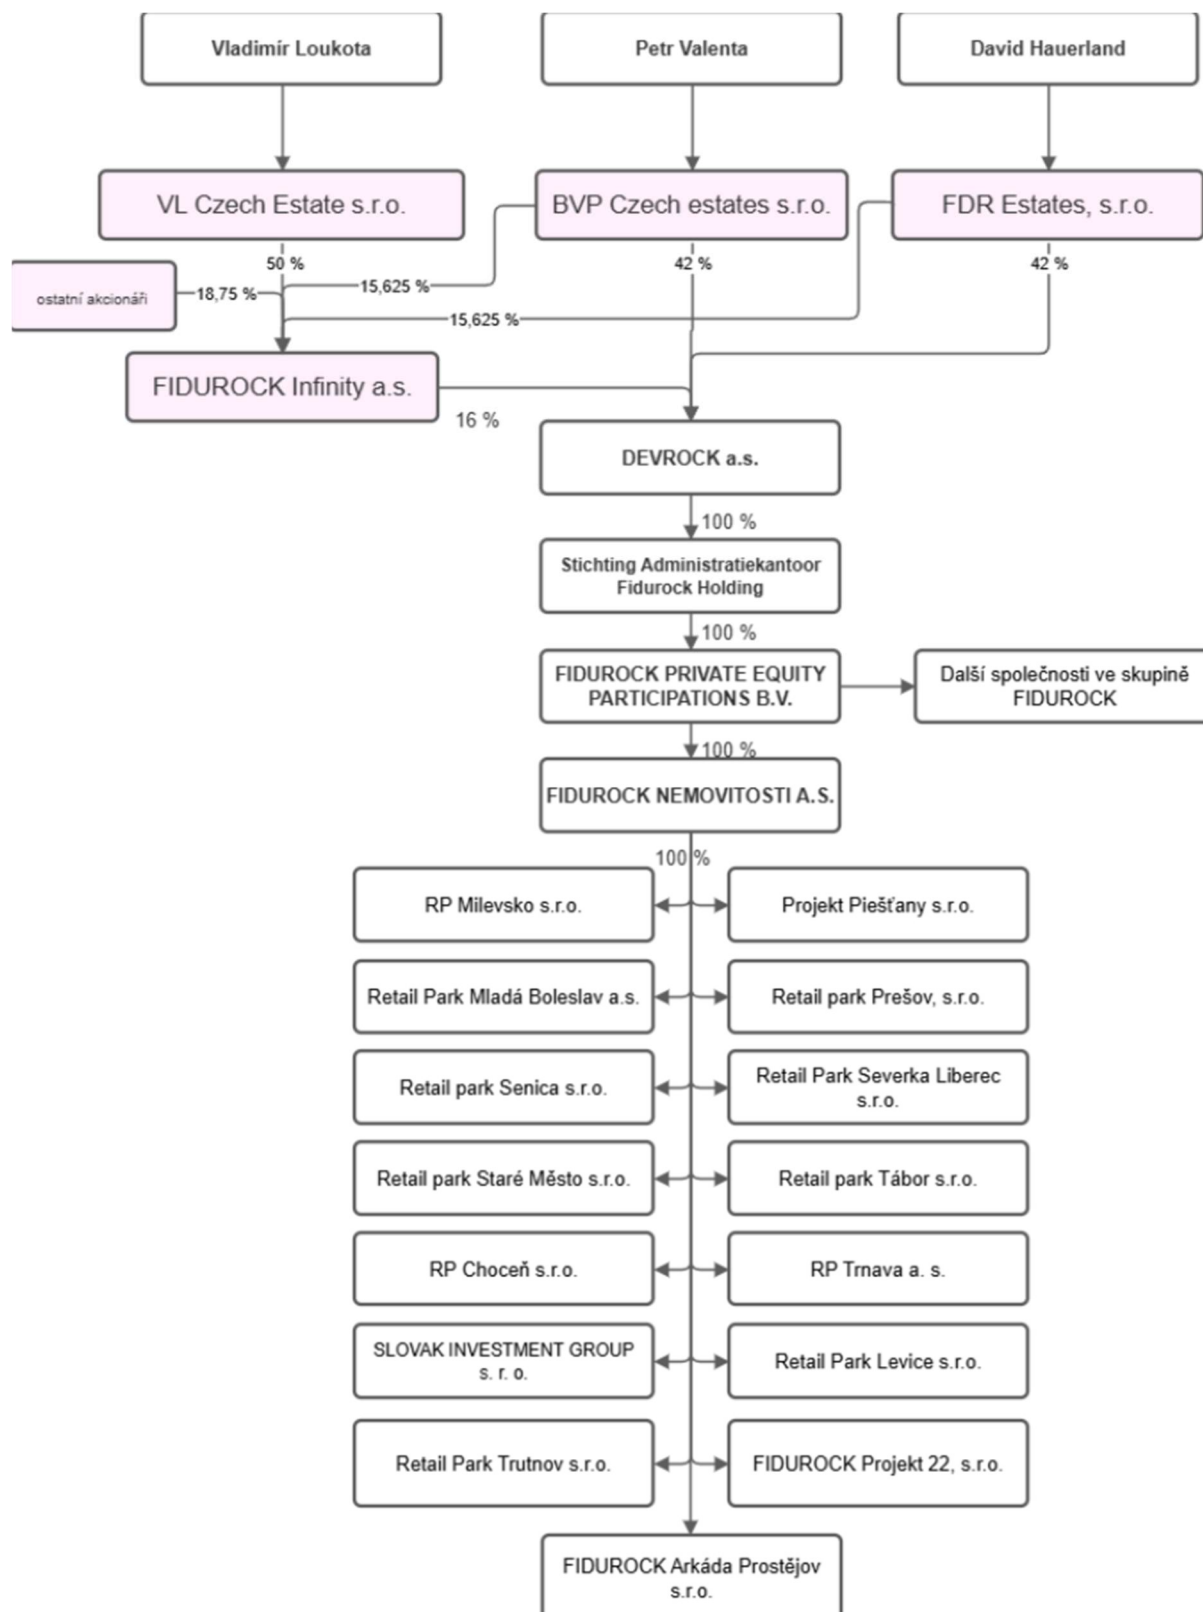 Vladimír Loukota
Petr Valenta
David Hauerland
VL Czech Estate s.r.o.
BVP Czech estates s.r.o.
FDR Estates, s.r.o.
50 %
42 %
42 %
ostatní akcionáři
18,75 %
15,625 %
15,625 %
FIDUROCK Infinity a.s.
16 %
DEVROCK a.s.
100 %
Stichting Administratiekantoor
Fidurock Holding
100 %
FIDUROCK PRIVATE EQUITY
PARTICIPATIONS B.V.
Další společnosti ve skupině
FIDUROCK
100 %
FIDUROCK NEMOVITOSTI A.S.
100 %
RP Milevsko s.r.o.
Projekt Piešťany s.r.o.
Retail Park Mladá Boleslav a.s.
Retail park Prešov, s.r.o.
Retail park Senica s.r.o.
Retail Park Severka Liberec
s.r.o.
Retail park Staré Město s.r.o.
Retail park Tábor s.r.o.
RP Choceň s.r.o.
RP Trnava a. s.
SLOVAK INVESTMENT GROUP
s. r. o.
Retail Park Levice s.r.o.
Retail Park Trutnov s.r.o.
FIDUROCK Projekt 22, s.r.o.
FIDUROCK Arkáda Prostějov
s.r.o.